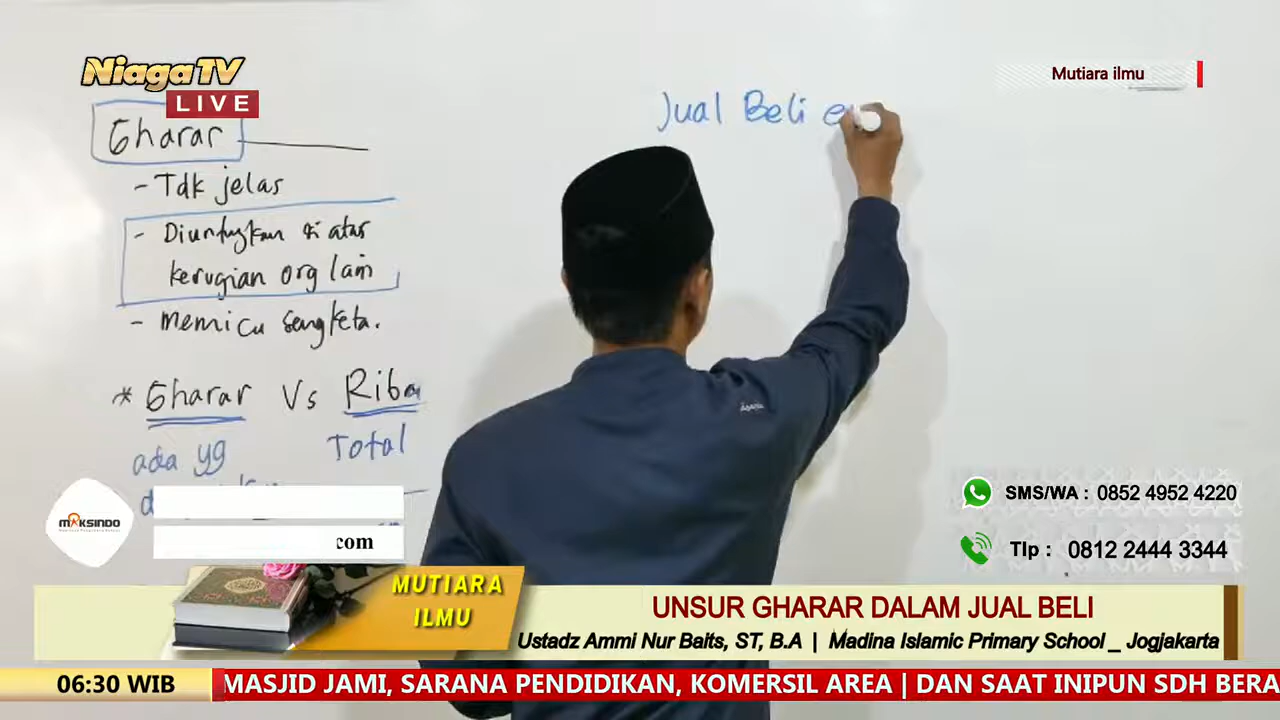 NiagaTV
LIVE
Mutiara ilmu
Gharar
- Tdk jelas
- Diuntungkan di atas
kerugian org lain
- memicu sengketa.
* Gharar Vs Riba
ada yg Total
Jual Beli
MAKSINDO
com
SMS/WA : 0852 4952 4220
Tlp : 0812 2444 3344
MUTIARA
ILMU
UNSUR GHARAR DALAM JUAL BELI
Ustadz Ammi Nur Baits, ST, B.A | Madina Islamic Primary School _ Jogjakarta
06:30 WIB
MASJID JAMI, SARANA PENDIDIKAN, KOMERSIL AREA | DAN SAAT INIPUN SDH BERA